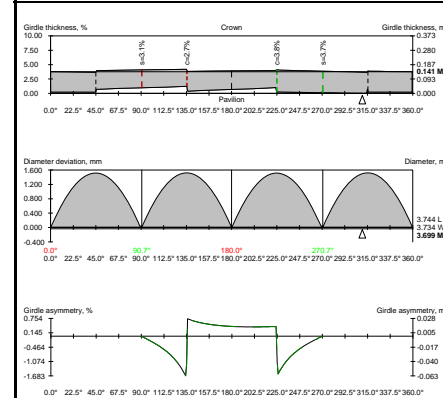 Girdle thickness, % Crown Girdle thickness, m
10.00 0.373
s=3.1% c=2.7% c=3.8% s=3.7%
7.50 0.280
5.00 0.187
0.141 M
2.50 0.093
0.00 0.000
Pavilion
0.0° 22.5° 45.0° 67.5° 90.0° 112.5° 135.0° 157.5° 180.0° 202.5° 225.0° 247.5° 270.0° 292.5° 315.0° 337.5° 360.0°
Diameter deviation, mm Diameter, m
1.600
1.200
0.800
0.400
3.744 L
0.000 3.734 W
-0.400 3.699 M
0.0° 90.7° 180.0° 270.7°
0.0° 22.5° 45.0° 67.5° 90.0° 112.5° 135.0° 157.5° 180.0° 202.5° 225.0° 247.5° 270.0° 292.5° 315.0° 337.5° 360.0°
Girdle asymmetry, % Girdle asymmetry, m
0.754 0.028
0.145 0.005
-0.464 -0.017
-1.074 -0.040
-1.683 -0.063
0.0° 22.5° 45.0° 67.5° 90.0° 112.5° 135.0° 157.5° 180.0° 202.5° 225.0° 247.5° 270.0° 292.5° 315.0° 337.5° 360.0°